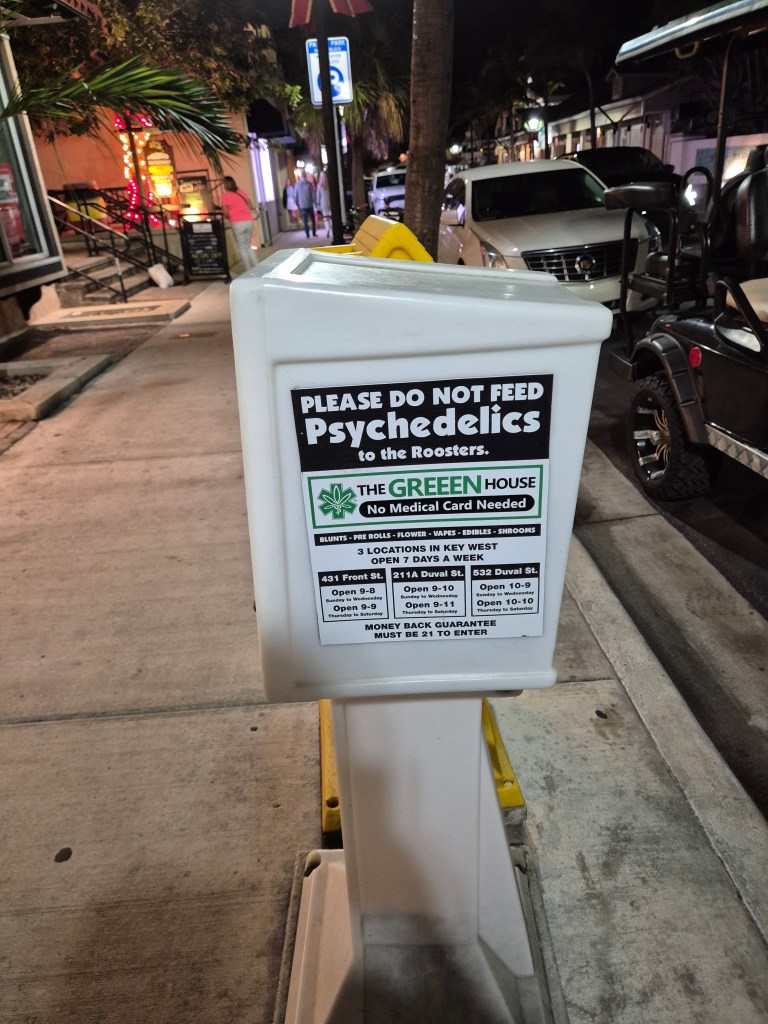 PLEASE DO NOT FEED
Psychedelics
to the Roosters.
THE GREEEN HOUSE
No Medical Card Needed
BLUNTS - PRE ROLLS - FLOWER - VAPES - EDIBLES - SHROOMS
3 LOCATIONS IN KEY WEST
OPEN 7 DAYS A WEEK
431 Front St.
Open 9-8
Sunday to Wednesday
Open 9-9
Thursday to Saturday
211A Duval St.
Open 9-10
Sunday to Wednesday
Open 9-11
Thursday to Saturday
532 Duval St.
Open 10-9
Sunday to Wednesday
Open 10-10
Thursday to Saturday
MONEY BACK GUARANTEE
MUST BE 21 TO ENTER